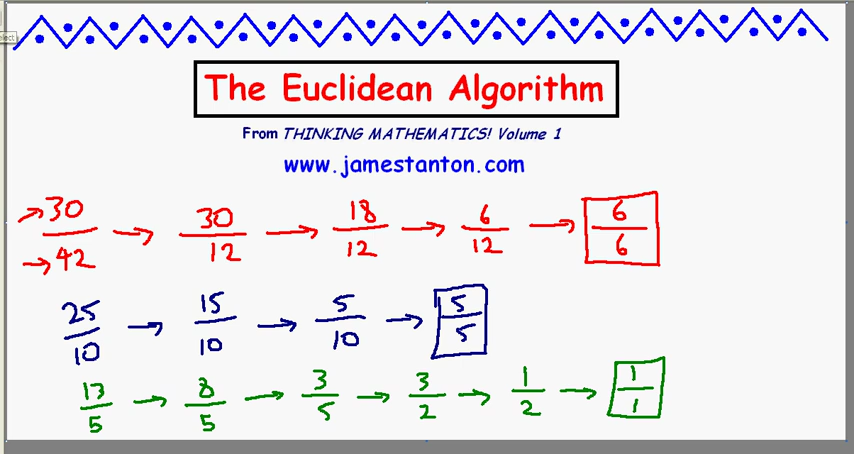 elect
The Euclidean Algorithm
From THINKING MATHEMATICS! Volume 1
www.jamestanton.com
→30/→42 → 30/12 → 18/12 → 6/12 → 6/6
25/10 → 15/10 → 5/10 → 5/5
13/5 → 8/5 → 3/5 → 3/2 → 1/2 → 1/1